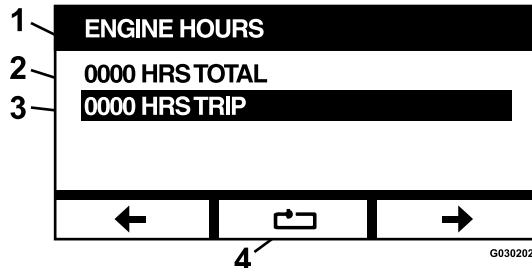 1
ENGINE HOURS
2
0000 HRS TOTAL
3
0000 HRS TRIP
4
G030202